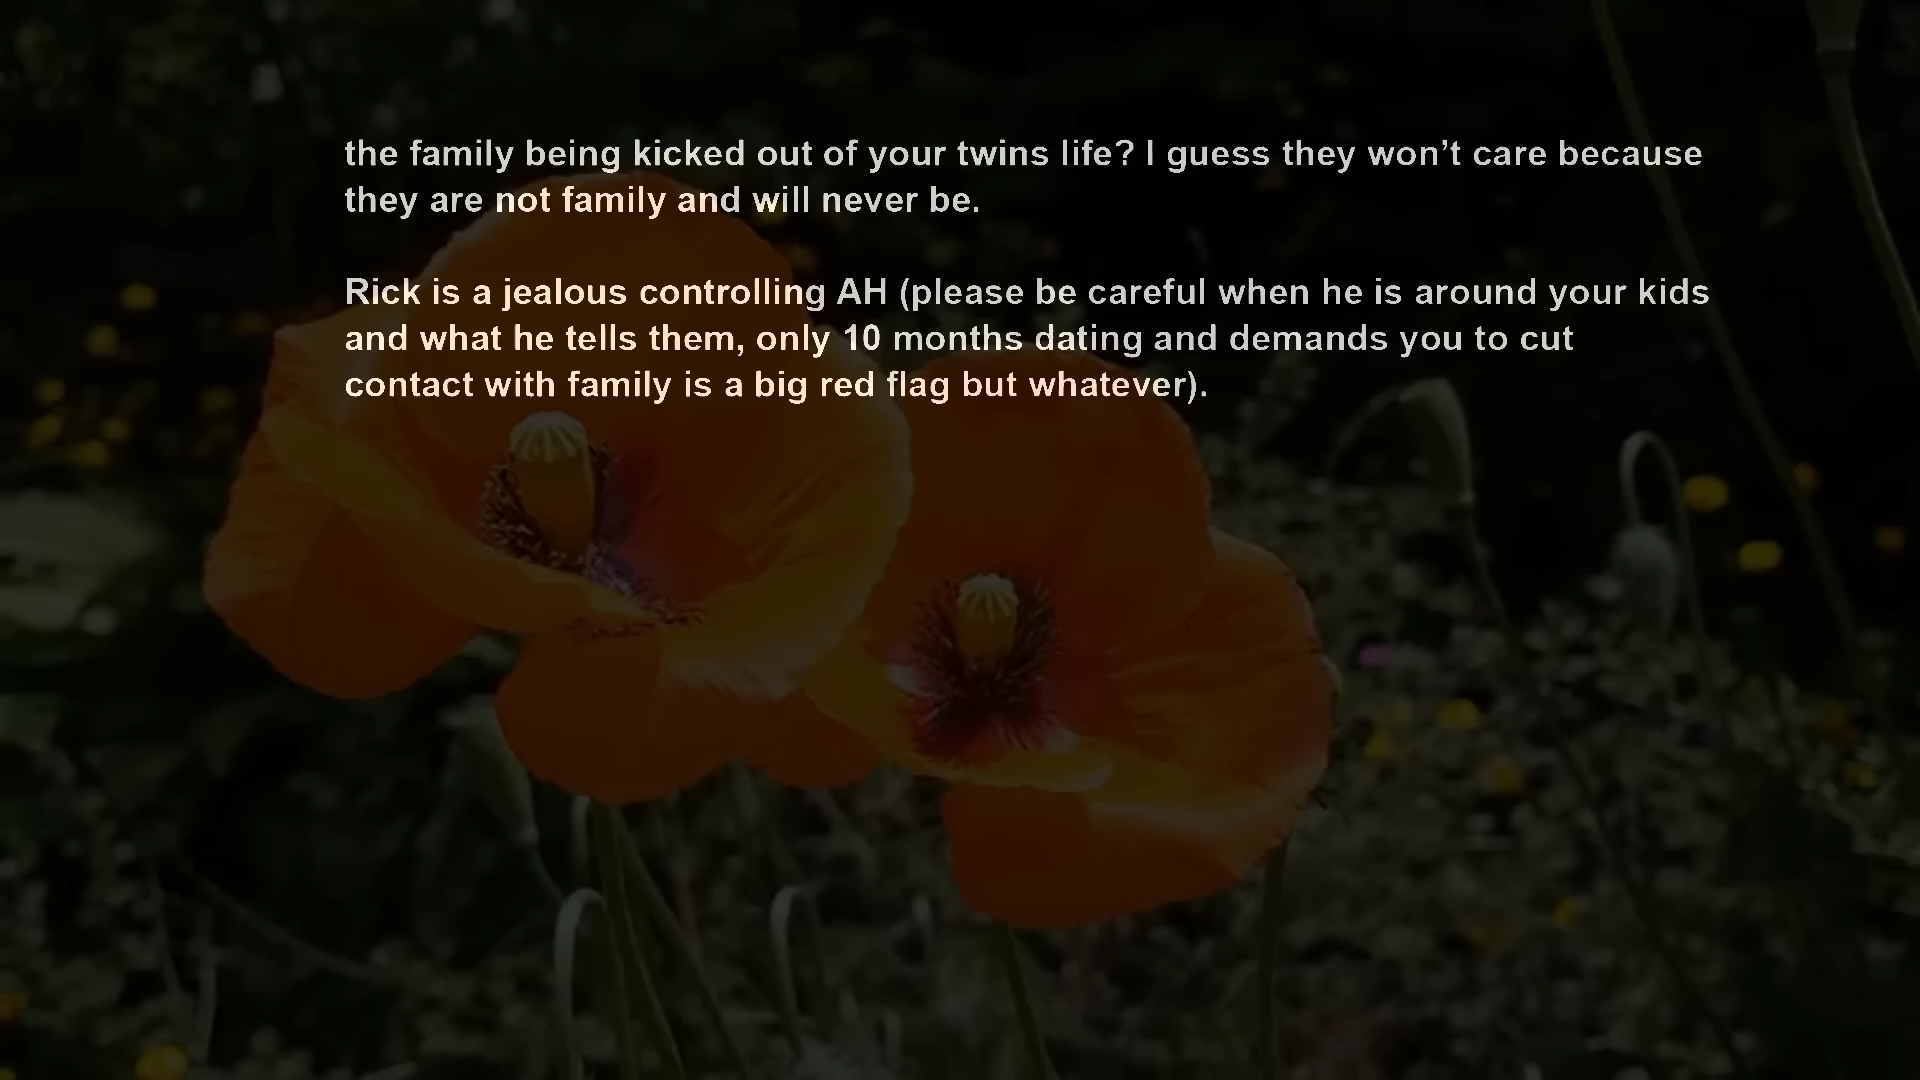 the family being kicked out of your twins life? I guess they won’t care because
they are not family and will never be.
Rick is a jealous controlling AH (please be careful when he is around your kids
and what he tells them, only 10 months dating and demands you to cut
contact with family is a big red flag but whatever).